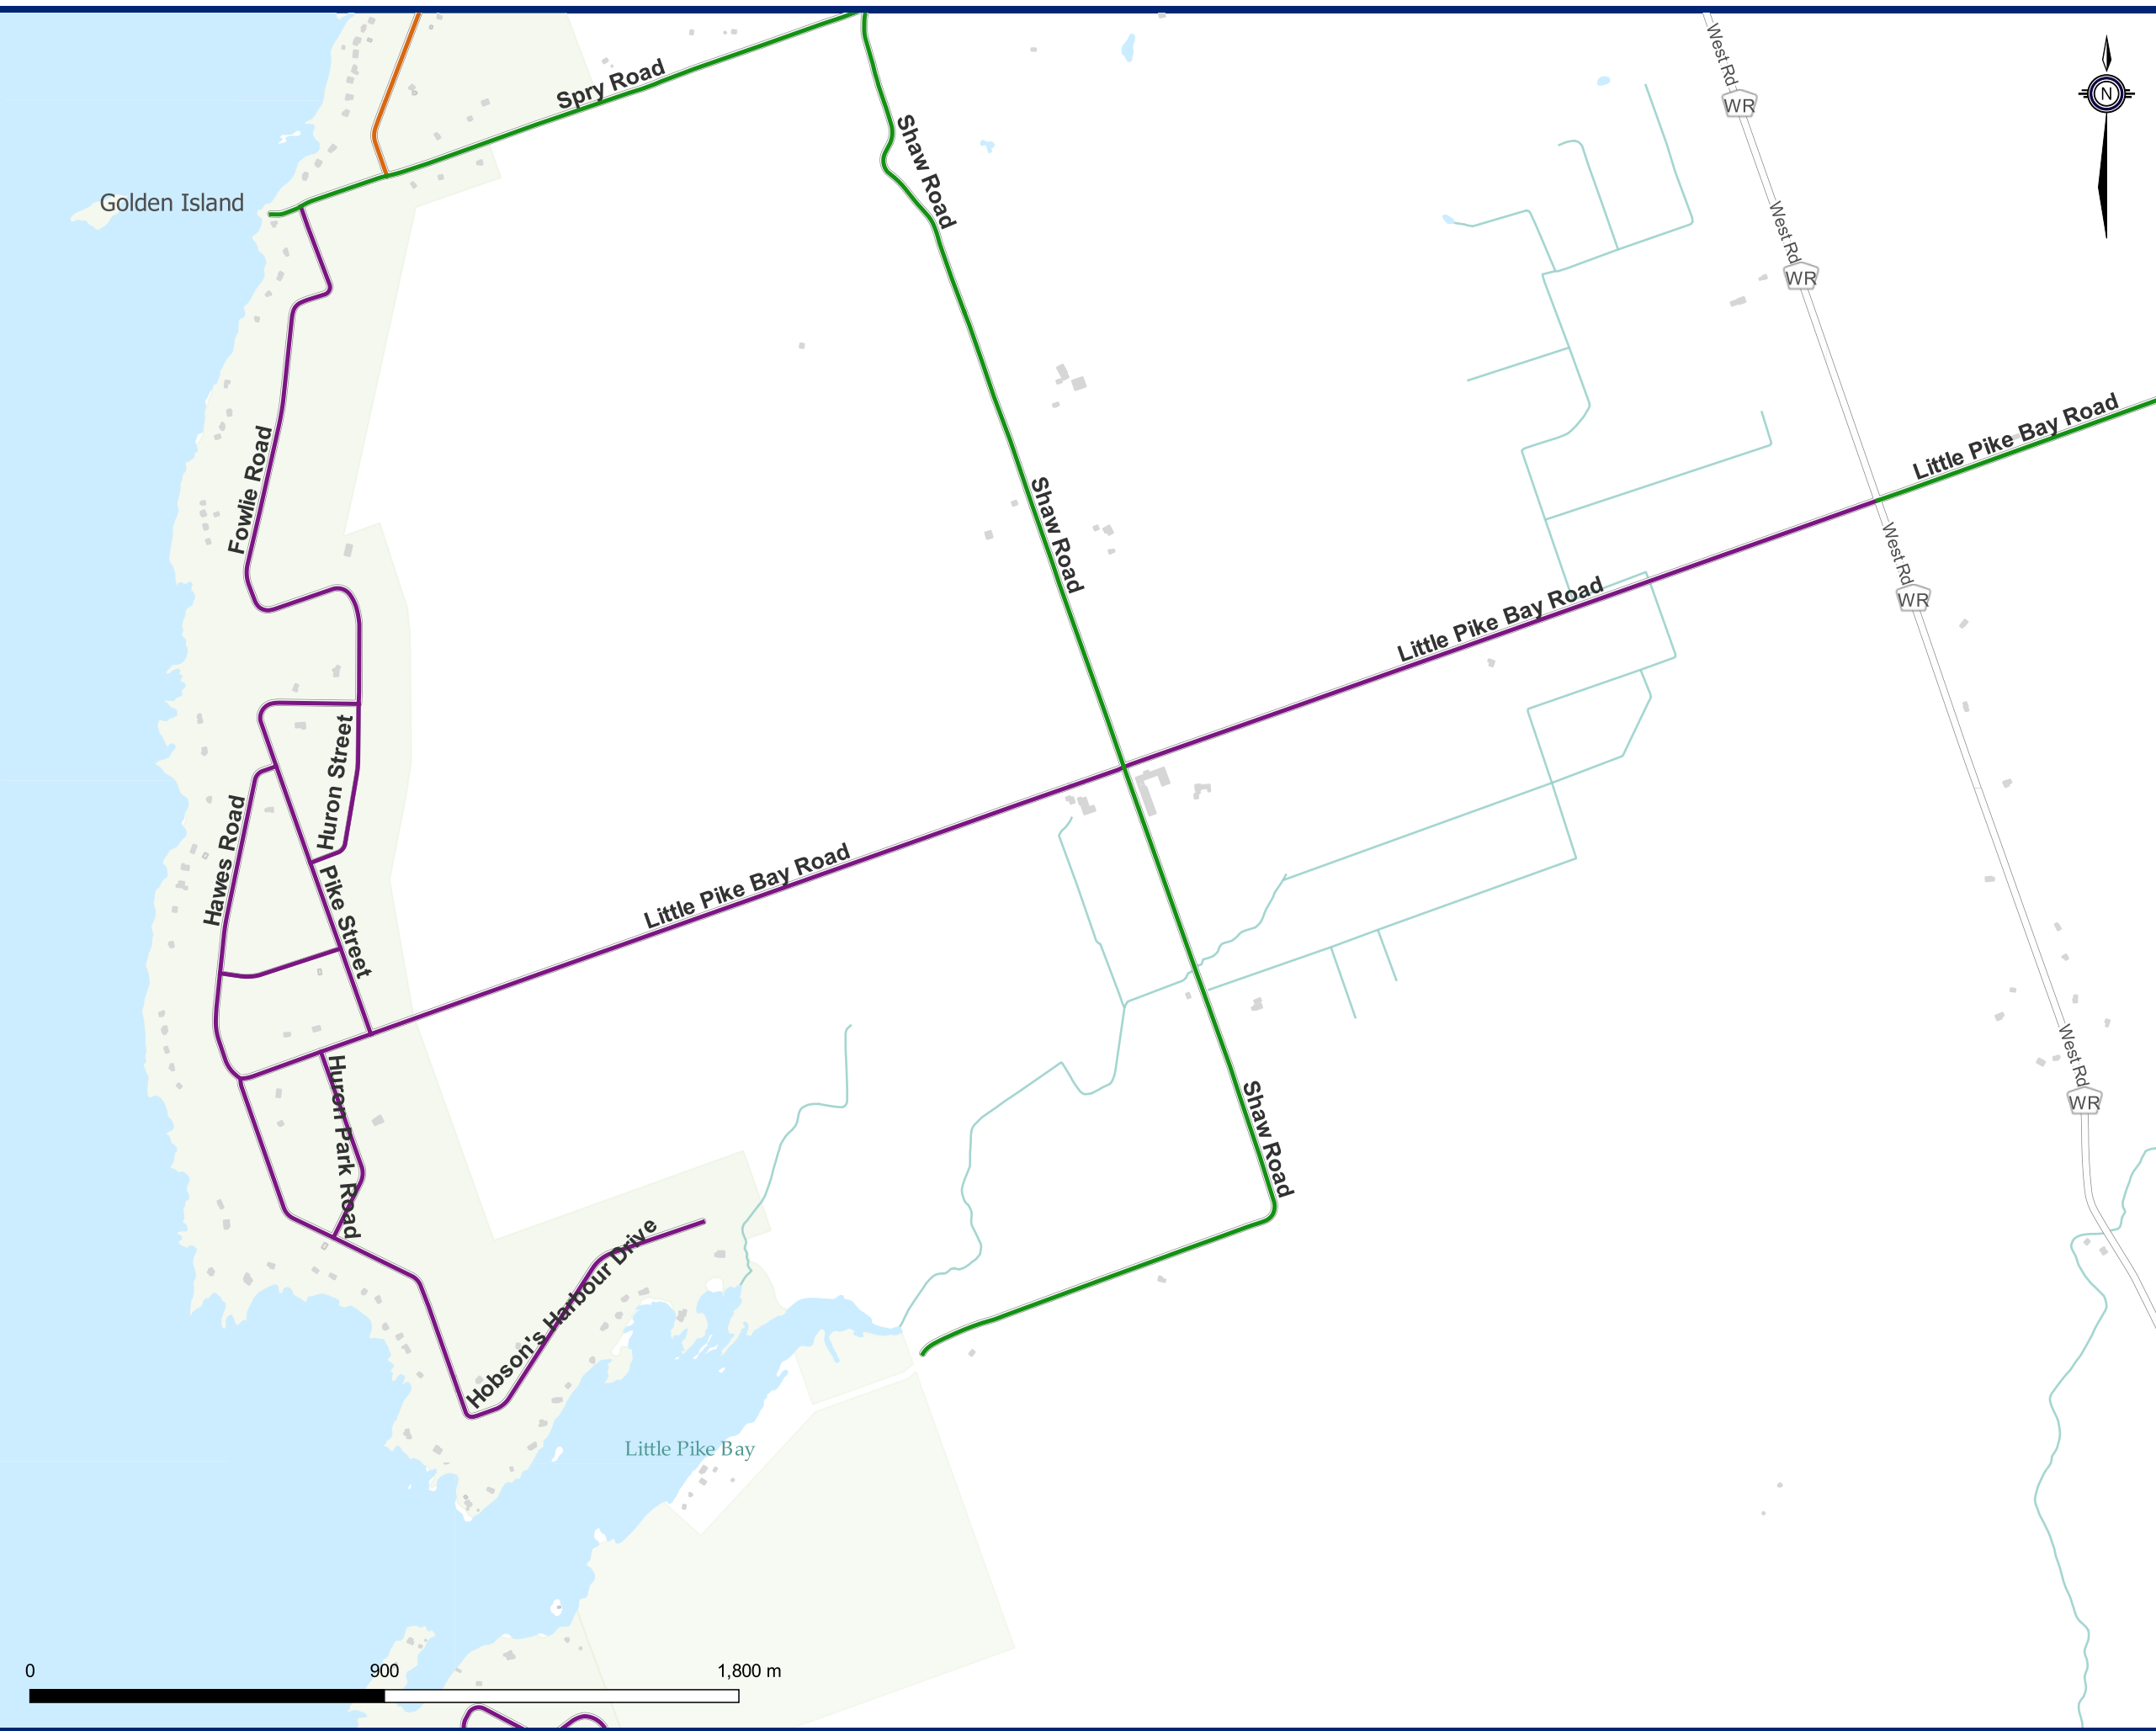 West Rd
WR
N
Spry Road
Shaw Road
Golden Island
West Rd
WR
Little Pike Bay Road
Fowlie Road
Shaw Road
West Rd
WR
Little Pike Bay Road
Huron Street
Hawes Road
Little Pike Bay Road
Pike Street
West Rd
WR
Huron Park Road
Shaw Road
Hobson's Harbour Drive
Little Pike Bay
0 900 1,800 m